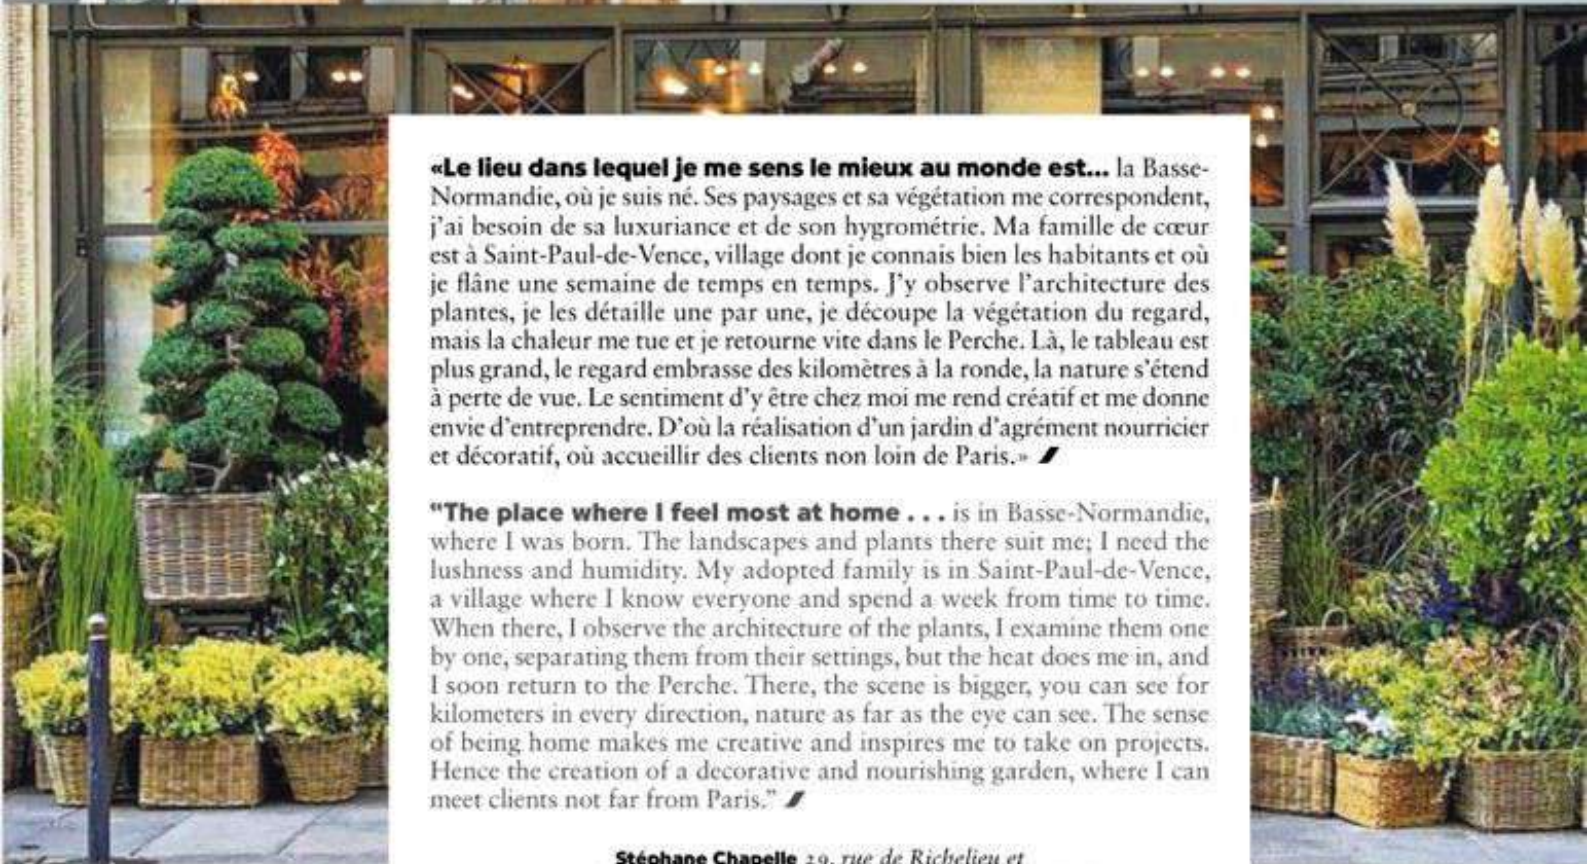 «Le lieu dans lequel je me sens le mieux au monde est... la Basse-
Normandie, où je suis né. Ses paysages et sa végétation me correspondent,
j'ai besoin de sa luxuriance et de son hygrométrie. Ma famille de cœur
est à Saint-Paul-de-Vence, village dont je connais bien les habitants et où
je flâne une semaine de temps en temps. J'y observe l'architecture des
plantes, je les détaille une par une, je découpe la végétation du regard,
mais la chaleur me tue et je retourne vite dans le Perche. Là, le tableau est
plus grand, le regard embrasse des kilomètres à la ronde, la nature s'étend
à perte de vue. Le sentiment d'y être chez moi me rend créatif et me donne
envie d'entreprendre. D'où la réalisation d'un jardin d'agrément nourricier
et décoratif, où accueillir des clients non loin de Paris.»
"The place where I feel most at home . . . is in Basse-Normandie,
where I was born. The landscapes and plants there suit me; I need the
lushness and humidity. My adopted family is in Saint-Paul-de-Vence,
a village where I know everyone and spend a week from time to time.
When there, I observe the architecture of the plants, I examine them one
by one, separating them from their settings, but the heat does me in, and
I soon return to the Perche. There, the scene is bigger, you can see for
kilometers in every direction, nature as far as the eye can see. The sense
of being home makes me creative and inspires me to take on projects.
Hence the creation of a decorative and nourishing garden, where I can
meet clients not far from Paris."
Stéphane Chapelle 29, rue de Richelieu et